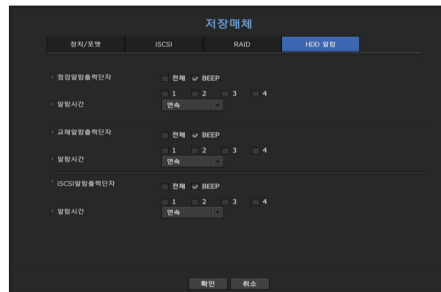 저장매체
장치/포맷 iSCSI RAID HDD 알람
· 점검알람출력단자 전체 BEEP
1 2 3 4
· 알람시간 연속
· 교체알람출력단자 전체 BEEP
1 2 3 4
· 알람시간 연속
· iSCSI알람출력단자 전체 BEEP
1 2 3 4
· 알람시간 연속
확인 취소